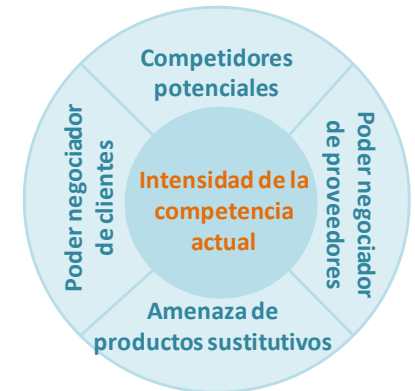 Competidores
potenciales
Poder negociador
de clientes
Intensidad de la
competencia
actual
Poder negociador
de proveedores
Amenaza de
productos sustitutivos